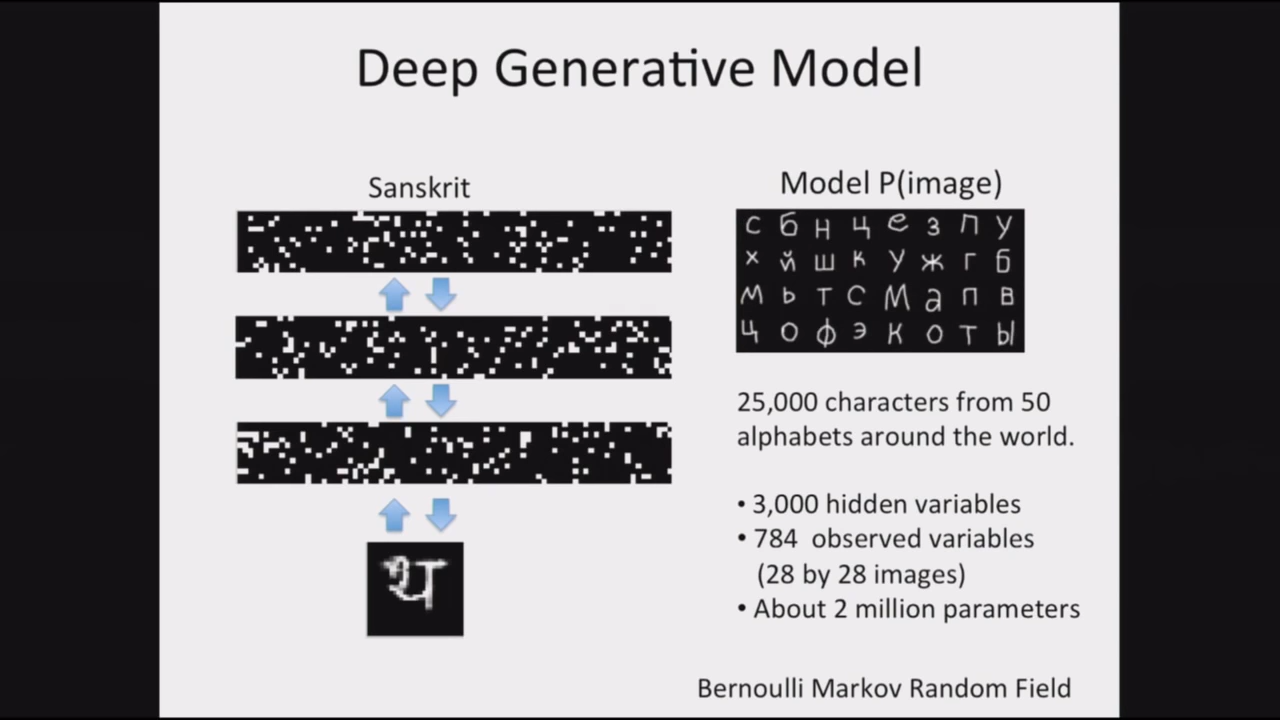 Deep Generative Model
Sanskrit
थ
Model P(image)
с б н ц е з п у
х й ш к у ж г б
м ь т с м а п в
ц о ф э к о т ы
25,000 characters from 50
alphabets around the world.
• 3,000 hidden variables
• 784 observed variables
(28 by 28 images)
• About 2 million parameters
Bernoulli Markov Random Field